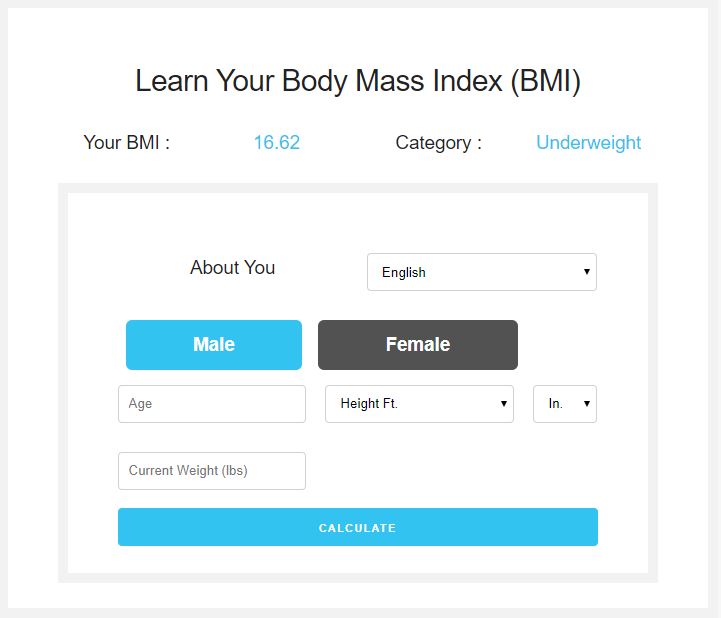 Learn Your Body Mass Index (BMI)
Your BMI : 16.62 Category : Underweight
About You English
Male Female
Age Height Ft. In.
Current Weight (lbs)
CALCULATE